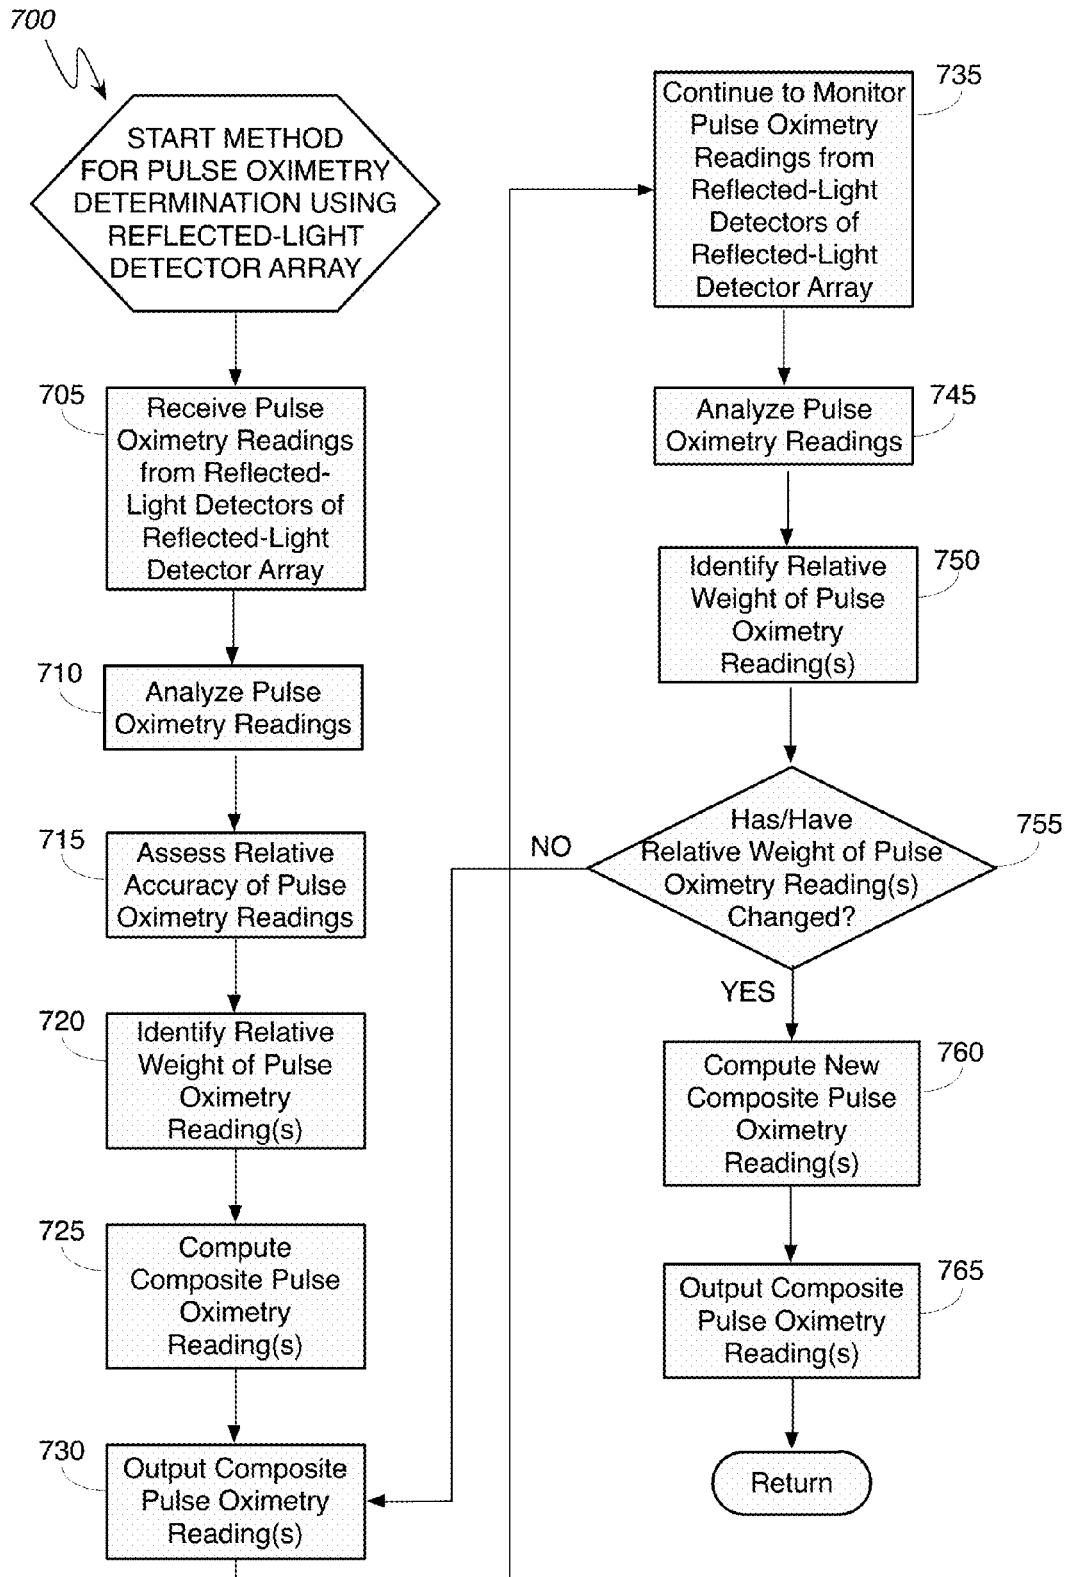 700
START METHOD
FOR PULSE OXIMETRY
DETERMINATION USING
REFLECTED-LIGHT
DETECTOR ARRAY
705
Receive Pulse
Oximetry Readings
from Reflected-
Light Detectors of
Reflected-Light
Detector Array
710
Analyze Pulse
Oximetry Readings
715
Assess Relative
Accuracy of Pulse
Oximetry Readings
720
Identify Relative
Weight of Pulse
Oximetry
Reading(s)
725
Compute
Composite Pulse
Oximetry
Reading(s)
730
Output Composite
Pulse Oximetry
Reading(s)
735
Continue to Monitor
Pulse Oximetry
Readings from
Reflected-Light
Detectors of
Reflected-Light
Detector Array
745
Analyze Pulse
Oximetry Readings
750
Identify Relative
Weight of Pulse
Oximetry
Reading(s)
755
Has/Have
Relative Weight of Pulse
Oximetry Reading(s)
Changed?
NO
YES
760
Compute New
Composite Pulse
Oximetry
Reading(s)
765
Output Composite
Pulse Oximetry
Reading(s)
Return